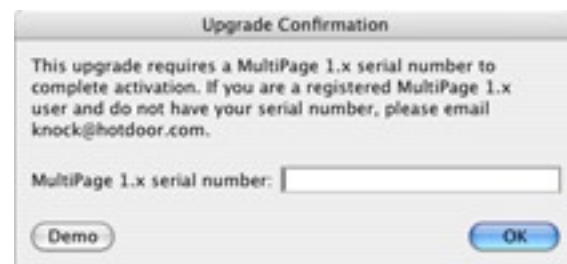 Upgrade Confirmation
This upgrade requires a MultiPage 1.x serial number to
complete activation. If you are a registered MultiPage 1.x
user and do not have your serial number, please email
knock@hotdoor.com.
MultiPage 1.x serial number:
Demo
OK